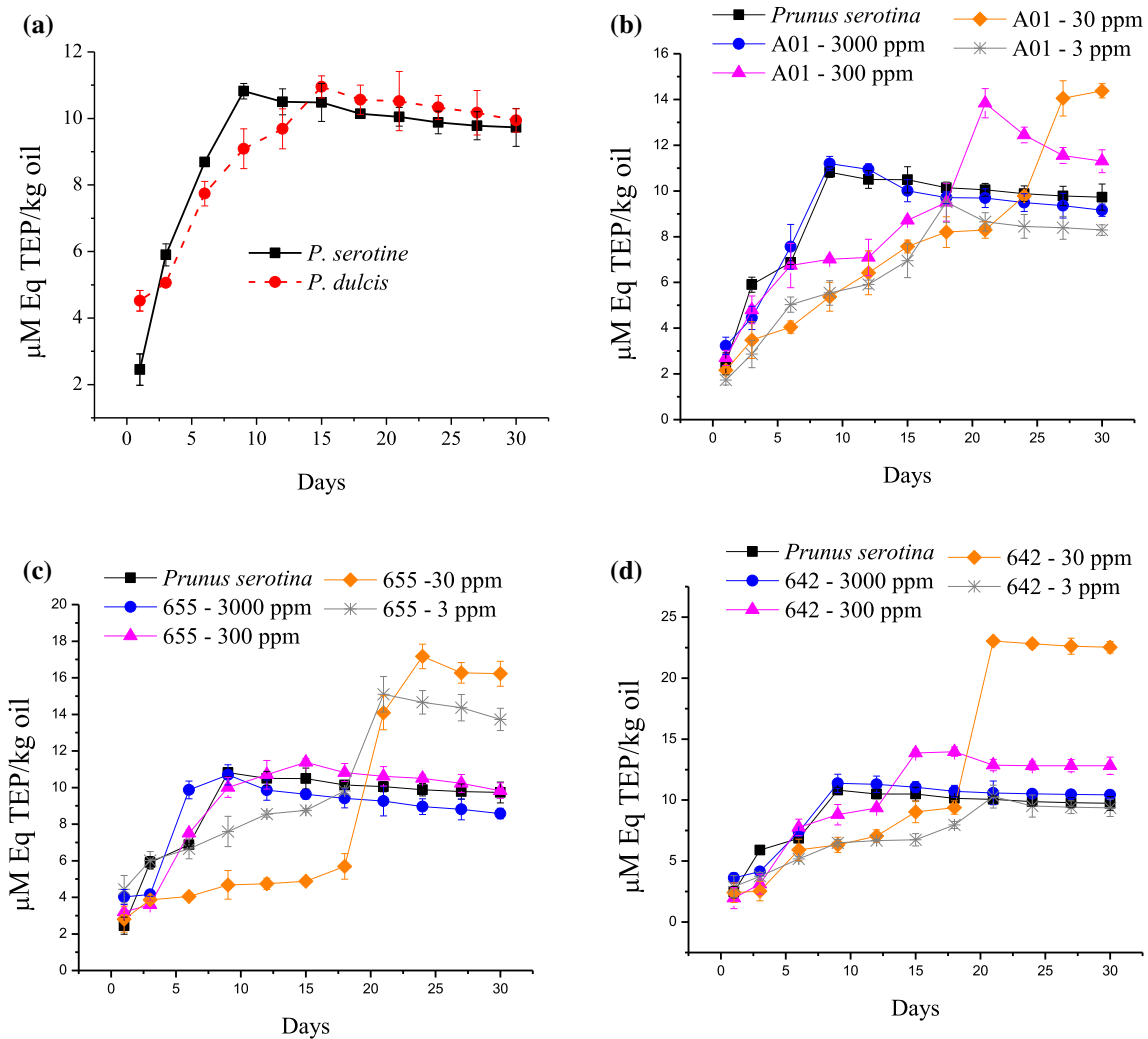 (a)
12
10
8
6
4
2
μM Eq TEP/kg oil
P. serotine
P. dulcis
0 5 10 15 20 25 30
Days
(b)
Prunus serotina
A01 - 3000 ppm
A01 - 300 ppm
A01 - 30 ppm
A01 - 3 ppm
16
14
12
10
8
6
4
2
0
μM Eq TEP/kg oil
0 5 10 15 20 25 30
Days
(c)
Prunus serotina
655 - 3000 ppm
655 - 300 ppm
655 -30 ppm
655 - 3 ppm
20
18
16
14
12
10
8
6
4
2
0
μM Eq TEP/kg oil
0 5 10 15 20 25 30
Days
(d)
Prunus serotina
642 - 3000 ppm
642 - 300 ppm
642 - 30 ppm
642 - 3 ppm
25
20
15
10
5
0
μM Eq TEP/kg oil
0 5 10 15 20 25 30
Days